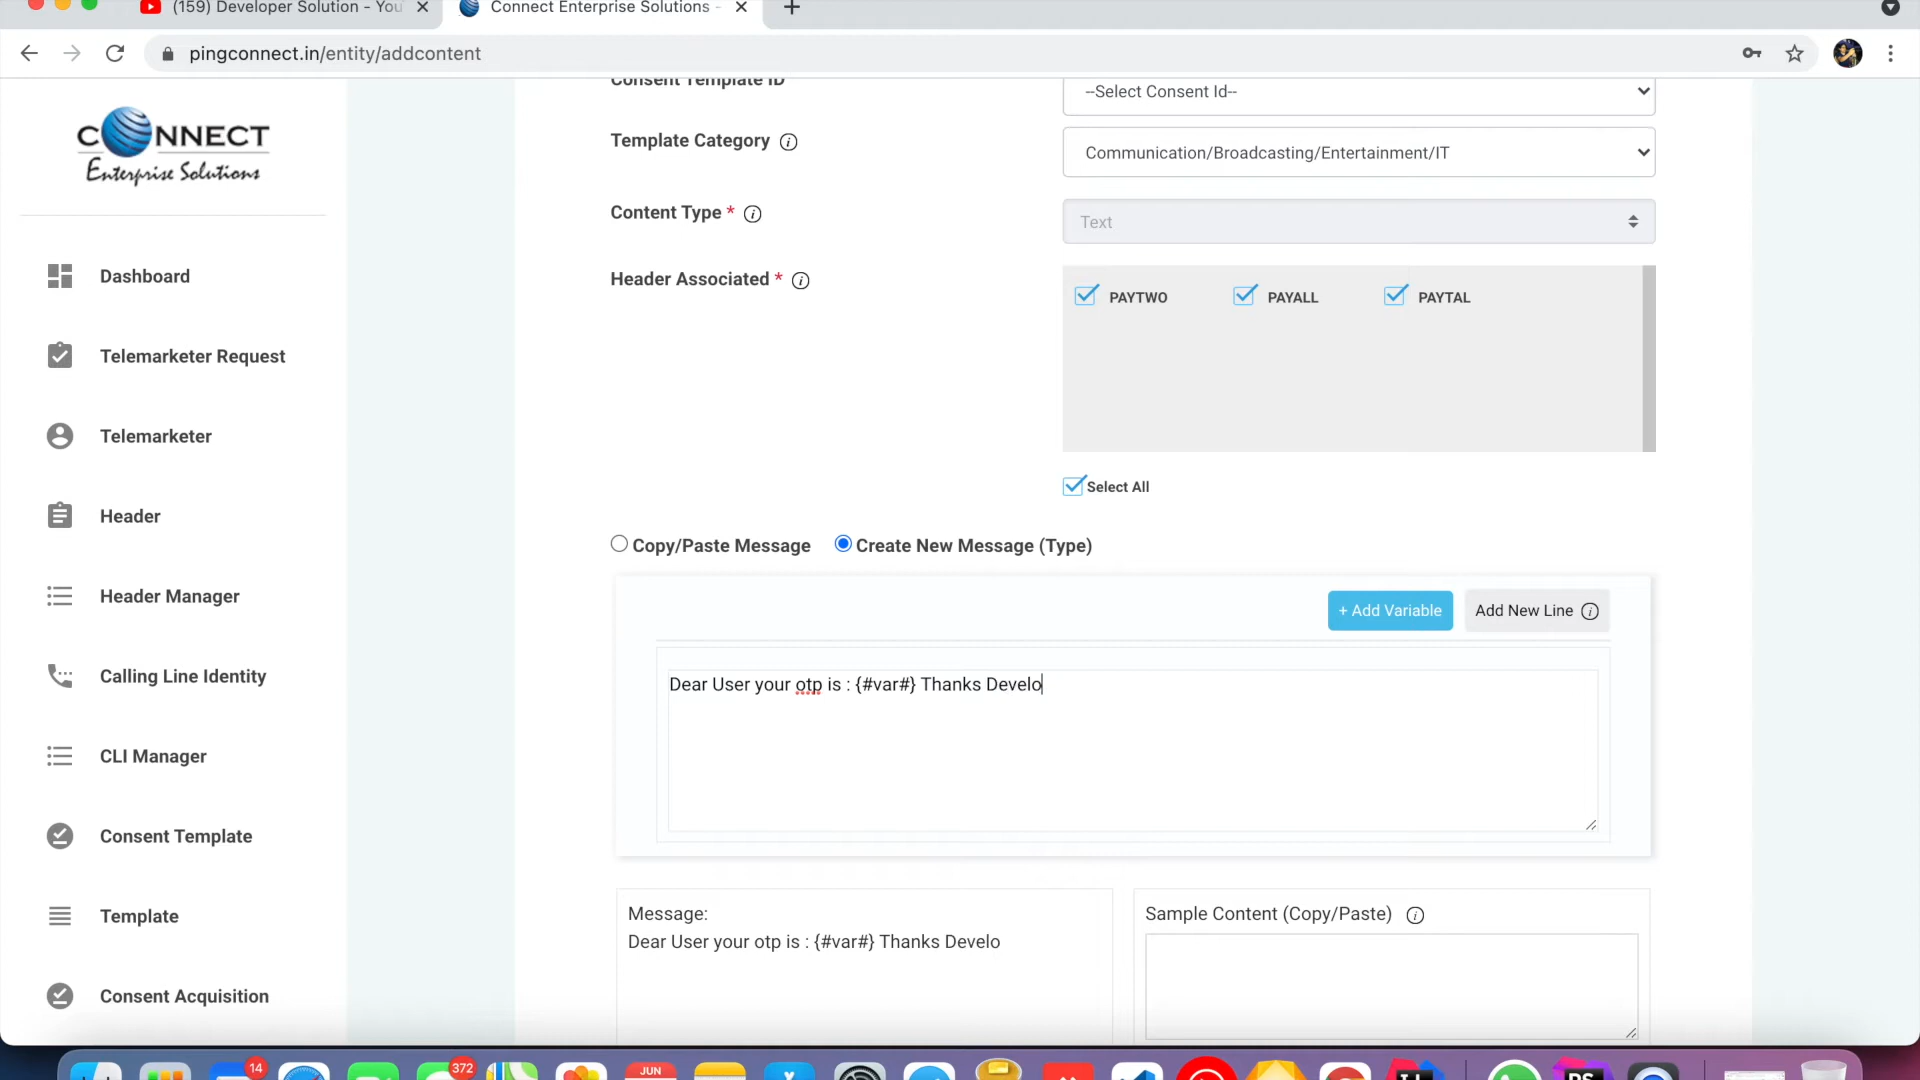 (159) Developer Solution - You
Connect Enterprise Solutions -
pingconnect.in/entity/addcontent
CONNECT
Enterprise Solutions
Dashboard
Telemarketer Request
Telemarketer
Header
Header Manager
Calling Line Identity
CLI Manager
Consent Template
Template
Consent Acquisition
Consent Template ID
--Select Consent Id--
Template Category
Communication/Broadcasting/Entertainment/IT
Content Type *
Text
Header Associated *
PAYTWO
PAYALL
PAYTAL
Select All
Copy/Paste Message
Create New Message (Type)
+ Add Variable
Add New Line
Dear User your otp is : {#var#} Thanks Develo
Message:
Dear User your otp is : {#var#} Thanks Develo
Sample Content (Copy/Paste)
14
372
JUN